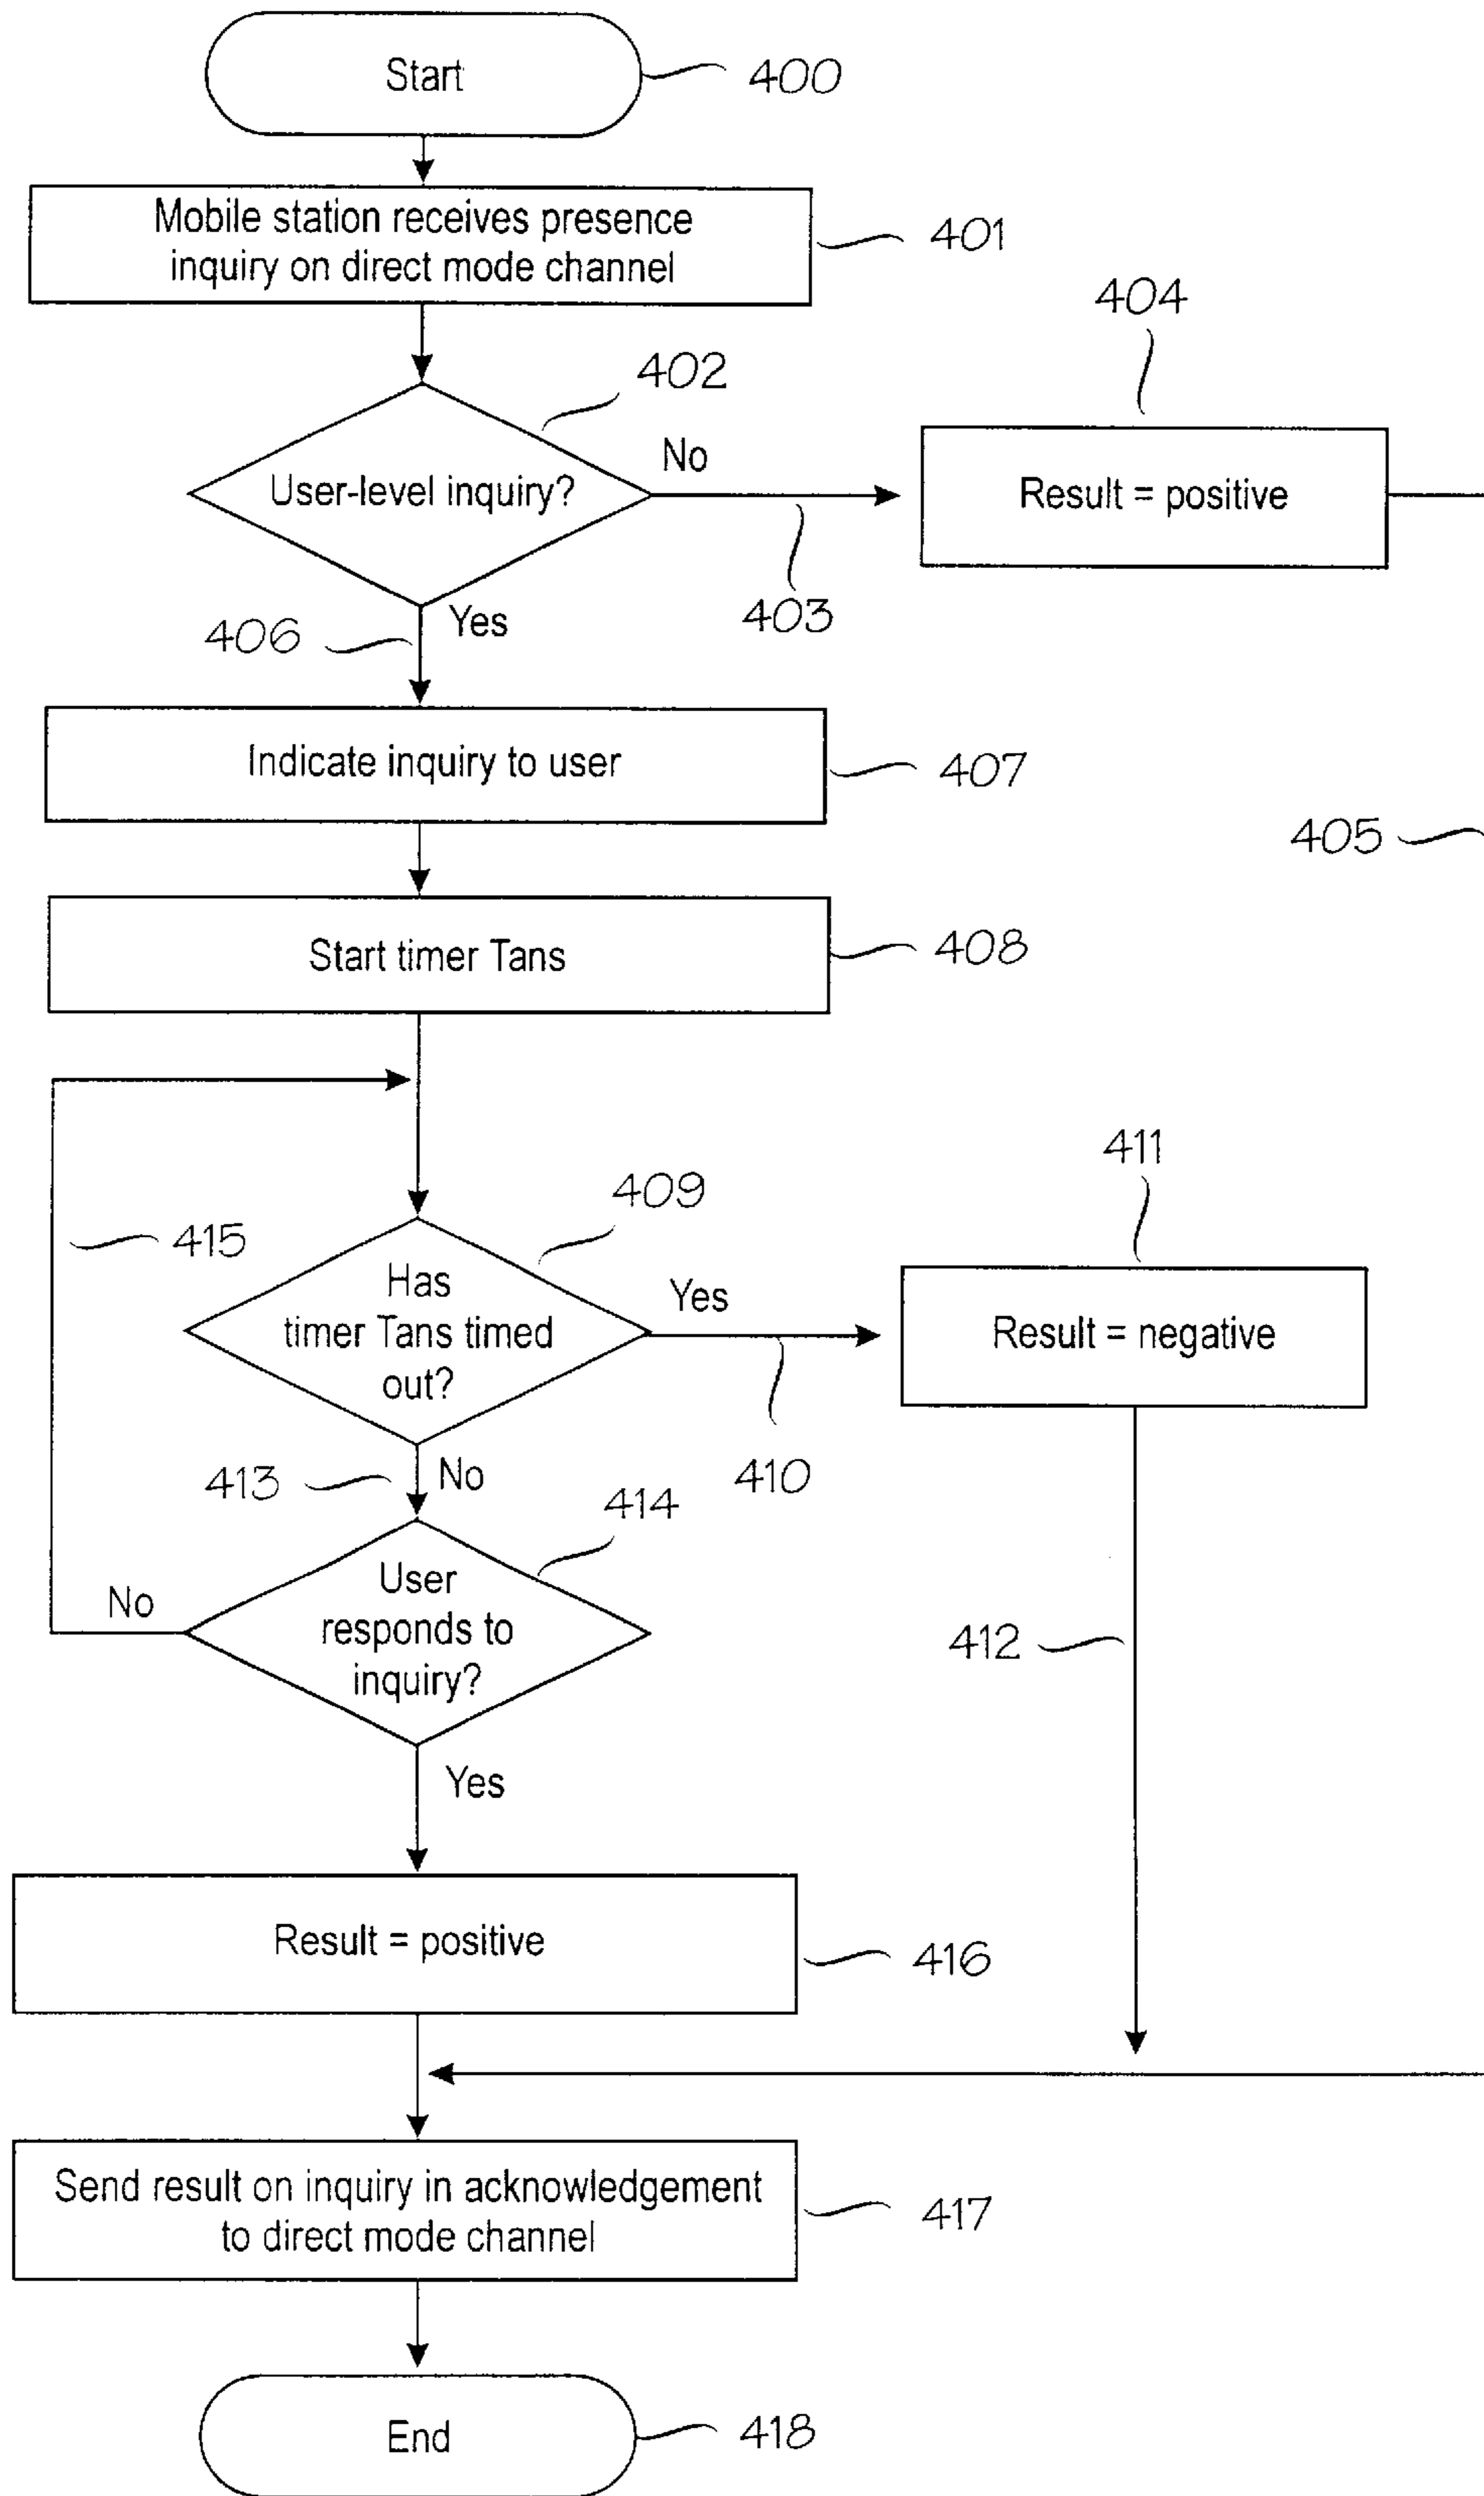 Start
400
Mobile station receives presence
inquiry on direct mode channel
401
402
404
User-level inquiry?
No
403
Result = positive
Yes
406
Indicate inquiry to user
407
405
Start timer Tans
408
409
411
415
Has
timer Tans timed
out?
Yes
410
Result = negative
413
No
414
User
responds to
inquiry?
No
412
Yes
Result = positive
416
Send result on inquiry in acknowledgement
to direct mode channel
417
End
418